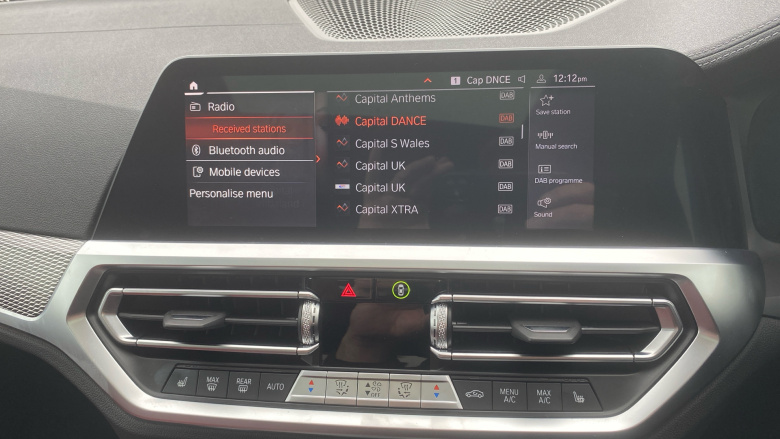 1 Cap DNCE 12:12pm
Radio
Received stations
Bluetooth audio
Mobile devices
Personalise menu
Capital Anthems DAB
Capital DANCE DAB
Capital S Wales DAB
Capital UK DAB
Capital UK DAB
Capital XTRA DAB
Save station
Manual search
DAB programme
Sound
MAX
REAR
AUTO
OFF
MENU
A/C
MAX
A/C